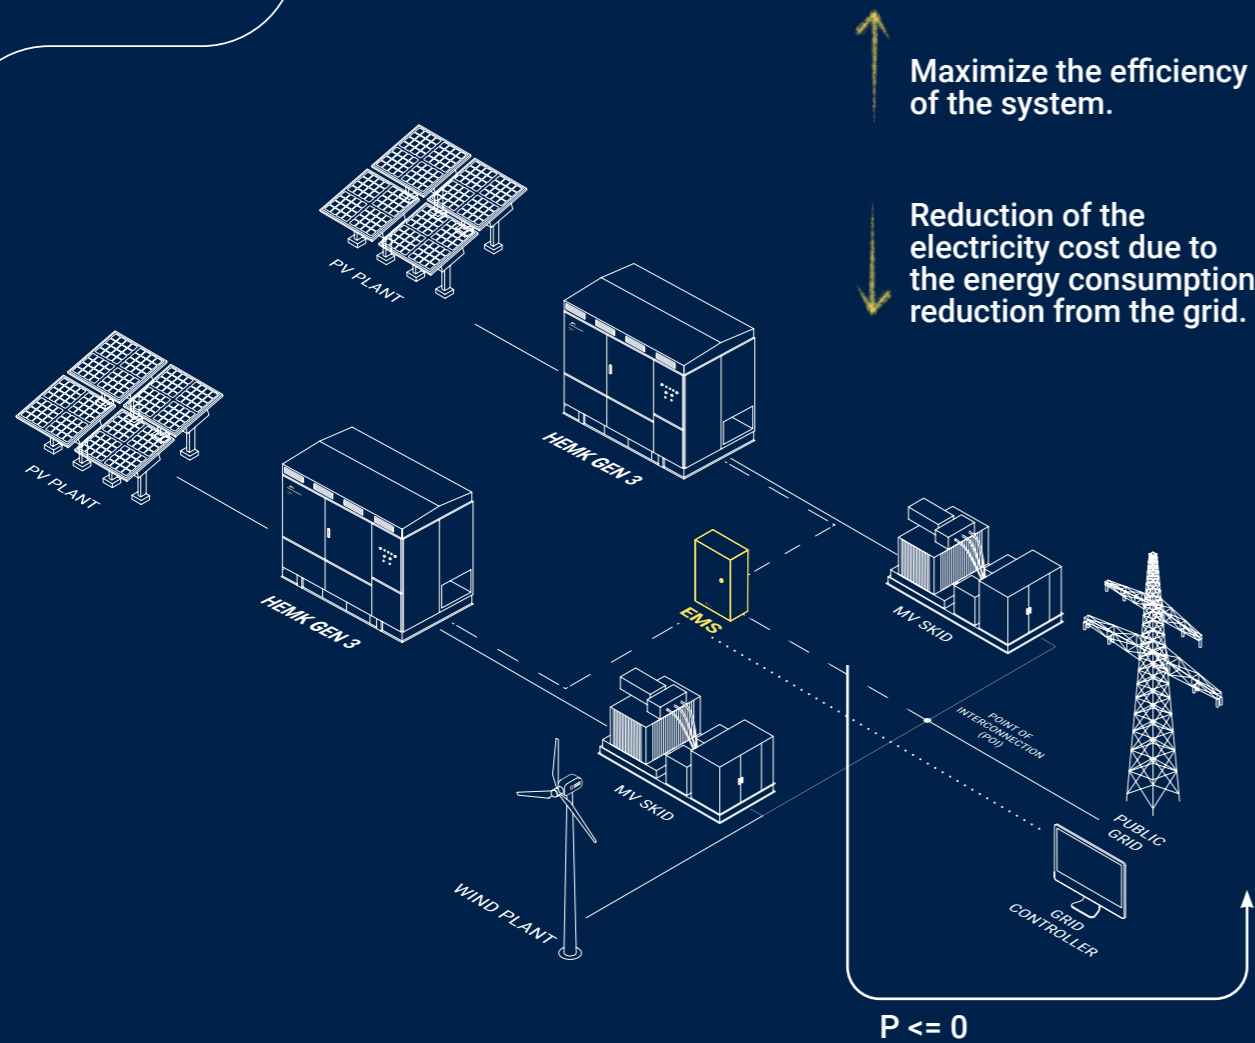 Maximize the efficiency
of the system.
Reduction of the
electricity cost due to
the energy consumption
reduction from the grid.
PV PLANT
HEMK GEN 3
PV PLANT
HEMK GEN 3
EMS
MV SKID
MV SKID
POINT OF
INTERCONNECTION
(POI)
PUBLIC
GRID
WIND PLANT
GRID
CONTROLLER
P <= 0